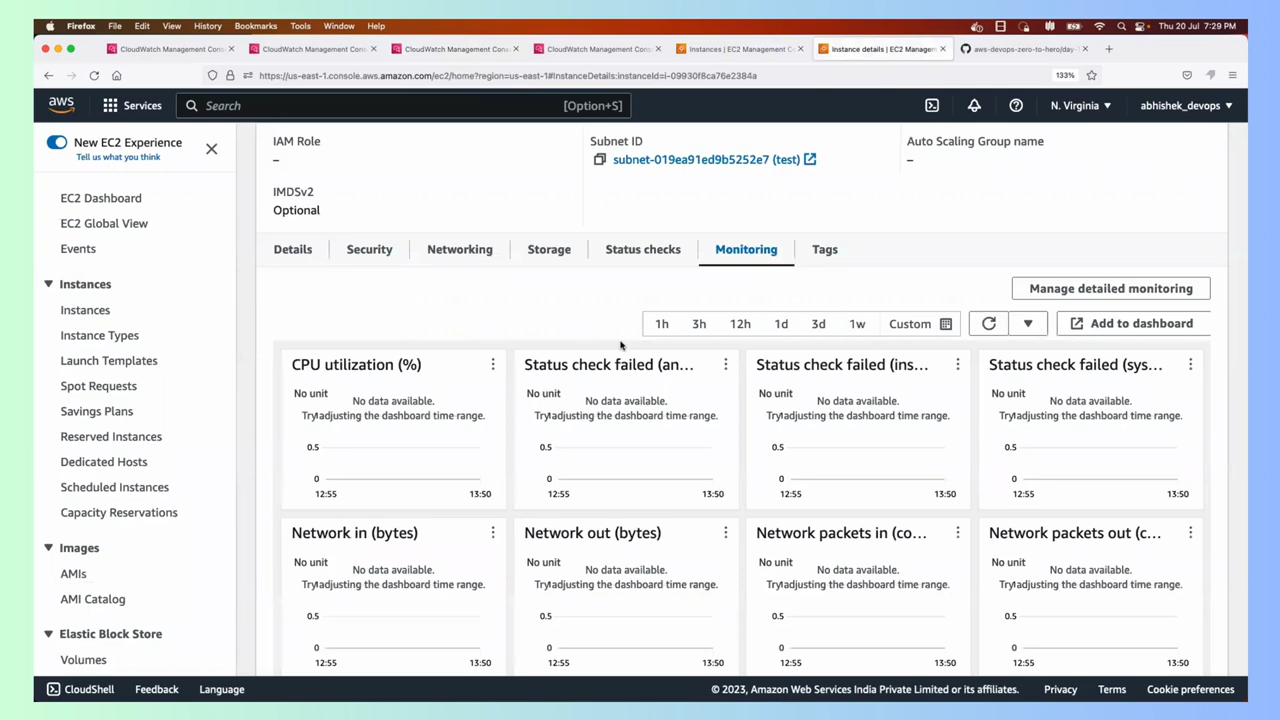 Firefox File Edit View History Bookmarks Tools Window Help Thu 20 Jul 7:29 PM
CloudWatch Management Cons CloudWatch Management Cons CloudWatch Management Cons CloudWatch Management Cons Instances | EC2 Management C Instance details | EC2 Manager aws-devops-zero-to-hero/day-
https://us-east-1.console.aws.amazon.com/ec2/home?region=us-east-1#InstanceDetails:instanceId=i-09930f8ca76e2384a 133%
aws Services Search [Option+S] N. Virginia abhishek_devops
New EC2 Experience
Tell us what you think
EC2 Dashboard
EC2 Global View
Events
Instances
Instances
Instance Types
Launch Templates
Spot Requests
Savings Plans
Reserved Instances
Dedicated Hosts
Scheduled Instances
Capacity Reservations
Images
AMIs
AMI Catalog
Elastic Block Store
Volumes
IAM Role Subnet ID Auto Scaling Group name
– subnet-019ea91ed9b5252e7 (test) –
IMDSv2
Optional
Details Security Networking Storage Status checks Monitoring Tags
Manage detailed monitoring
1h 3h 12h 1d 3d 1w Custom Add to dashboard
CPU utilization (%)
No unit
No data available.
Try adjusting the dashboard time range.
0.5
0
12:55 13:50
Status check failed (an...
No unit
No data available.
Try adjusting the dashboard time range.
0.5
0
12:55 13:50
Status check failed (ins...
No unit
No data available.
Try adjusting the dashboard time range.
0.5
0
12:55 13:50
Status check failed (sys...
No unit
No data available.
Try adjusting the dashboard time range.
0.5
0
12:55 13:50
Network in (bytes)
No unit
No data available.
Try adjusting the dashboard time range.
0.5
0
12:55 13:50
Network out (bytes)
No unit
No data available.
Try adjusting the dashboard time range.
0.5
0
12:55 13:50
Network packets in (co...
No unit
No data available.
Try adjusting the dashboard time range.
0.5
0
12:55 13:50
Network packets out (c...
No unit
No data available.
Try adjusting the dashboard time range.
0.5
0
12:55 13:50
CloudShell Feedback Language © 2023, Amazon Web Services India Private Limited or its affiliates. Privacy Terms Cookie preferences